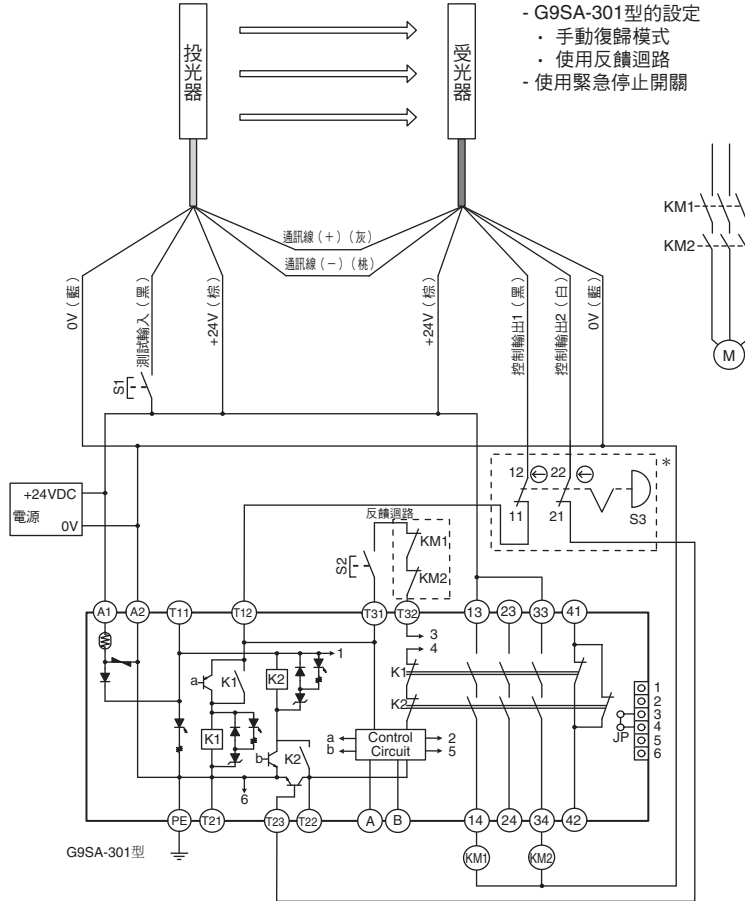 - G9SA-301型的設定
・ 手動復歸模式
・ 使用反饋迴路
- 使用緊急停止開關
投光器
受光器
KM1
KM2
M
通訊線（＋）（灰）
通訊線（－）（桃）
0V（藍）
測試輸入（黑）
+24V（棕）
+24V（棕）
控制輸出1（黑）
控制輸出2（白）
0V（藍）
S1
+24VDC
電源
0V
12
22
11
21
S3
*
反饋迴路
S2
KM1
KM2
A1
A2
T11
T12
T31
T32
13
23
33
41
3
4
1
a
K1
K2
K1
K2
K1
b
K2
a
b
Control
Circuit
2
5
6
JP
1
2
3
4
5
6
PE
T21
T23
T22
A
B
14
24
34
42
G9SA-301型
KM1
KM2